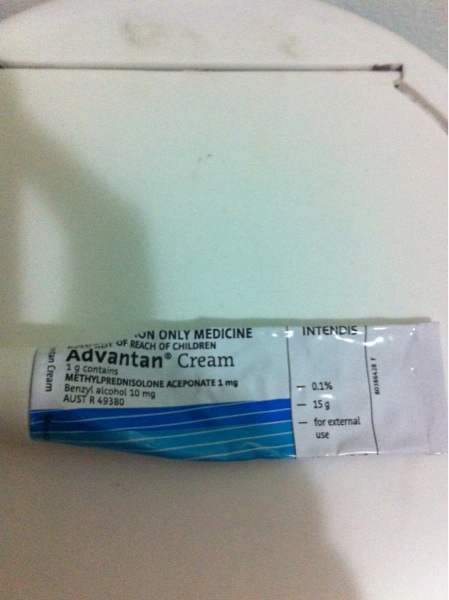 ONLY MEDICINE
OF REACH OF CHILDREN
Advantan® Cream
1 g contains
METHYLPREDNISOLONE ACEPONATE 1 mg
Benzyl alcohol 10 mg
AUST R 49380
Cream
INTENDIS
– 0.1%
– 15 g
– for external
use